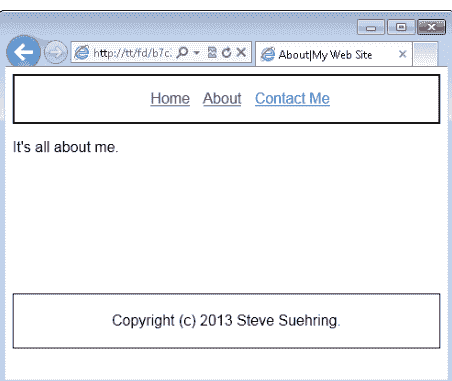 http://tt/fd/b7c.
About|My Web Site
Home About Contact Me
It's all about me.
Copyright (c) 2013 Steve Suehring.